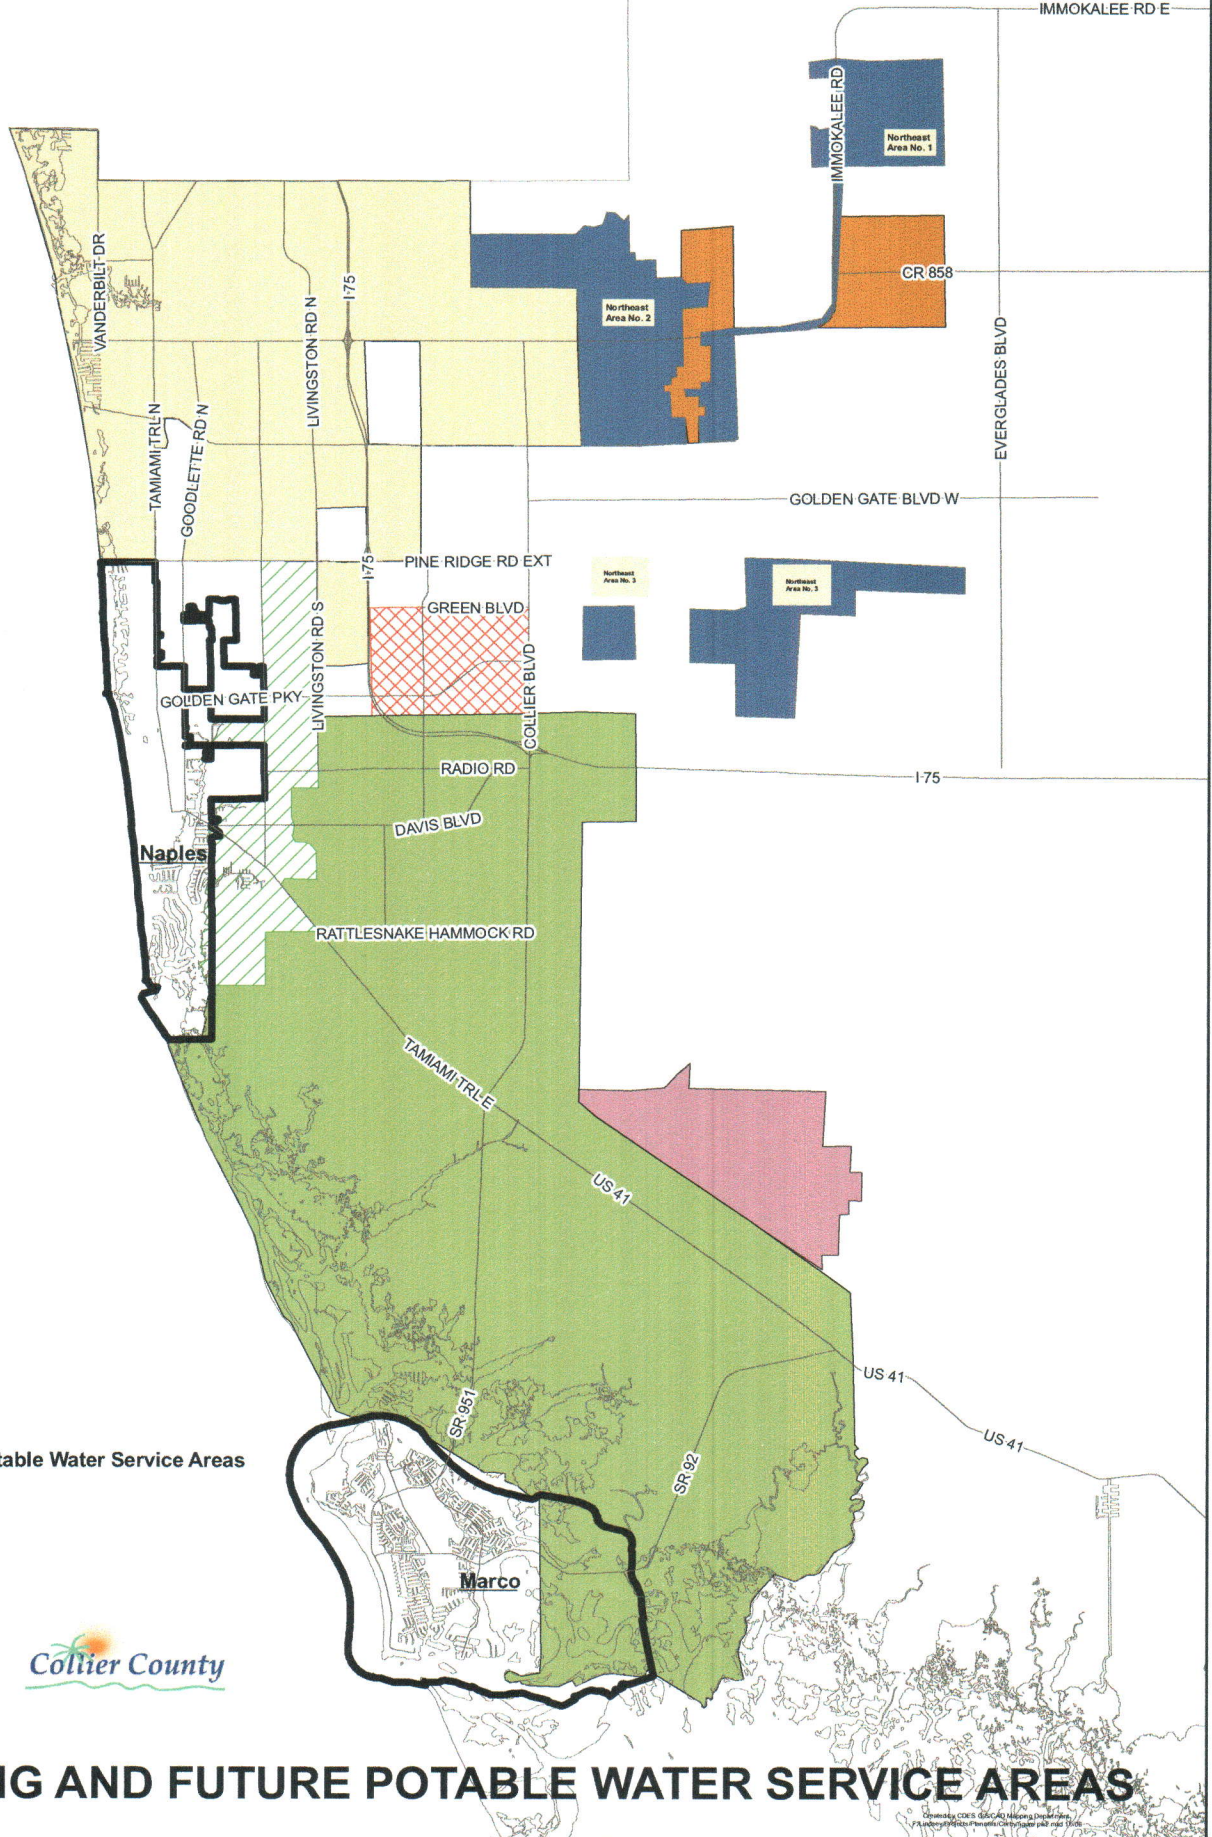 IMMOKALEE RD E
IMMOKALEE RD
Northeast
Area No. 1
VANDERBILT DR
I-75
CR 858
Northeast
Area No. 2
LIVINGSTON RD N
EVERGLADES BLVD
TAMIAMI TRL N
GOODLETTE RD N
GOLDEN GATE BLVD W
I-75
PINE RIDGE RD EXT
Northeast
Area No. 3
Northeast
Area No. 3
GREEN BLVD
LIVINGSTON RD S
COLLIER BLVD
GOLDEN GATE PKY
RADIO RD
I-75
DAVIS BLVD
Naples
RATTLESNAKE HAMMOCK RD
TAMIAMI TRL E
US 41
US 41
SR 951
US 41
table Water Service Areas
SR 92
Marco
Collier County
NG AND FUTURE POTABLE WATER SERVICE AREAS